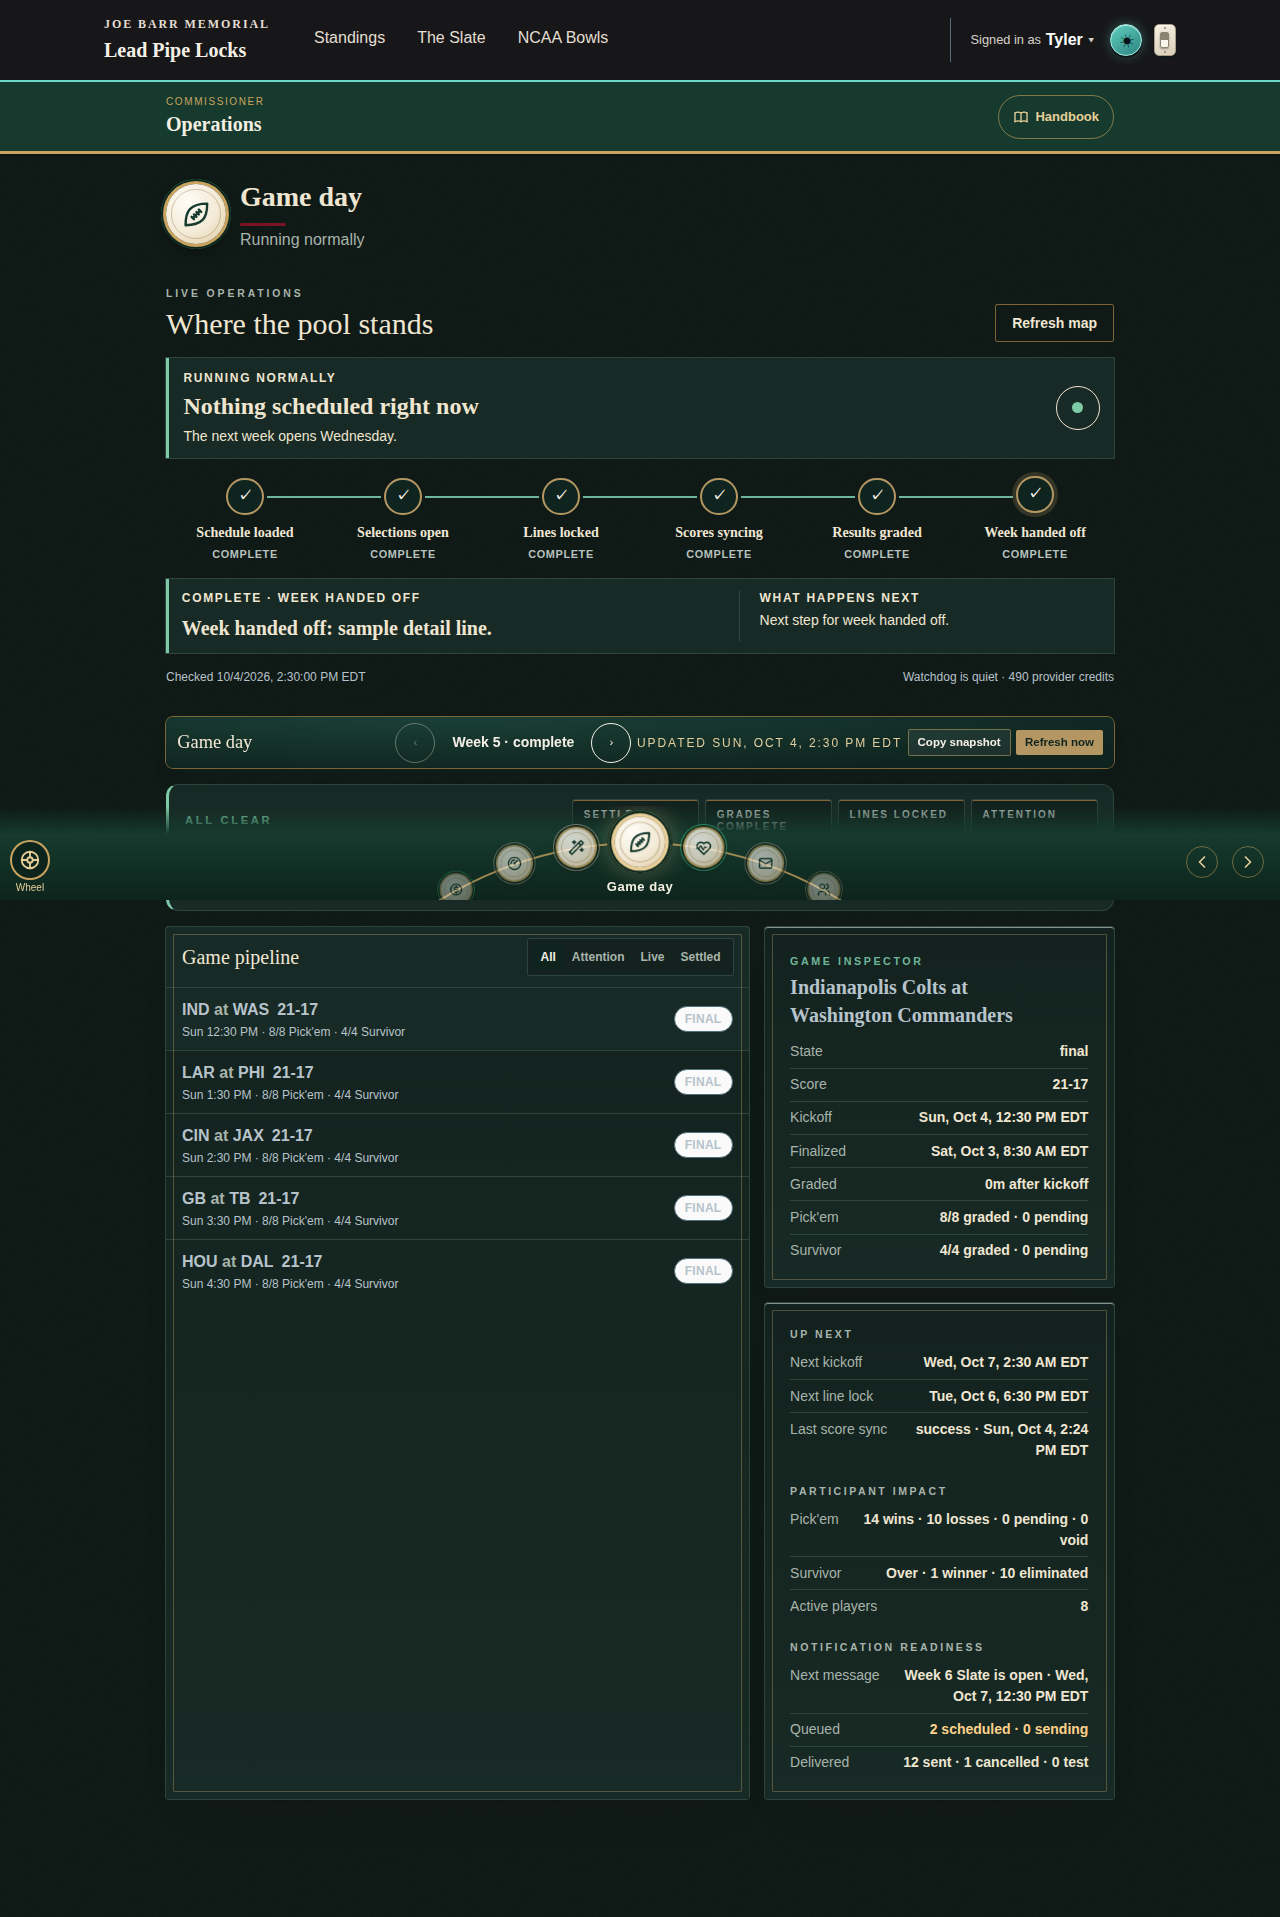 JOE BARR MEMORIAL
Lead Pipe Locks
Standings
The Slate
NCAA Bowls
Signed in as Tyler
COMMISSIONER
Operations
Handbook
Game day
Running normally
LIVE OPERATIONS
Where the pool stands
Refresh map
RUNNING NORMALLY
Nothing scheduled right now
The next week opens Wednesday.
Schedule loaded
COMPLETE
Selections open
COMPLETE
Lines locked
COMPLETE
Scores syncing
COMPLETE
Results graded
COMPLETE
Week handed off
COMPLETE
COMPLETE · WEEK HANDED OFF
Week handed off: sample detail line.
WHAT HAPPENS NEXT
Next step for week handed off.
Checked 10/4/2026, 2:30:00 PM EDT
Watchdog is quiet · 490 provider credits
Game day
‹
Week 5 · complete
›
UPDATED SUN, OCT 4, 2:30 PM EDT
Copy snapshot
Refresh now
ALL CLEAR
GRADES
COMPLETE
LINES LOCKED
ATTENTION
Wheel
Game day
Game pipeline
All
Attention
Live
Settled
IND at WAS 21-17
Sun 12:30 PM · 8/8 Pick'em · 4/4 Survivor
FINAL
LAR at PHI 21-17
Sun 1:30 PM · 8/8 Pick'em · 4/4 Survivor
FINAL
CIN at JAX 21-17
Sun 2:30 PM · 8/8 Pick'em · 4/4 Survivor
FINAL
GB at TB 21-17
Sun 3:30 PM · 8/8 Pick'em · 4/4 Survivor
FINAL
HOU at DAL 21-17
Sun 4:30 PM · 8/8 Pick'em · 4/4 Survivor
FINAL
GAME INSPECTOR
Indianapolis Colts at
Washington Commanders
State final
Score 21-17
Kickoff Sun, Oct 4, 12:30 PM EDT
Finalized Sat, Oct 3, 8:30 AM EDT
Graded 0m after kickoff
Pick'em 8/8 graded · 0 pending
Survivor 4/4 graded · 0 pending
UP NEXT
Next kickoff Wed, Oct 7, 2:30 AM EDT
Next line lock Tue, Oct 6, 6:30 PM EDT
Last score sync success · Sun, Oct 4, 2:24
PM EDT
PARTICIPANT IMPACT
Pick'em 14 wins · 10 losses · 0 pending · 0
void
Survivor Over · 1 winner · 10 eliminated
Active players 8
NOTIFICATION READINESS
Next message Week 6 Slate is open · Wed,
Oct 7, 12:30 PM EDT
Queued 2 scheduled · 0 sending
Delivered 12 sent · 1 cancelled · 0 test